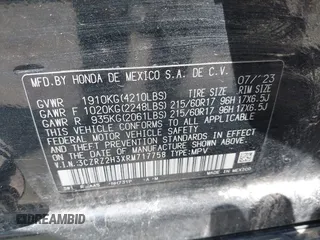 MFD.BY HONDA DE MEXICO S.A. DE C.V. 07/'23
GVWR 1910KG(4210LBS) TIRE SIZE RIM SIZE
GAWR F 1020KG(2248LBS) 215/60R17 96H 17X6.5J
GAWR R 935KG(2061LBS) 215/60R17 96H 17X6.5J
THIS VEHICLE CONFORMS TO ALL APPLICABLE
FEDERAL MOTOR VEHICLE SAFETY, BUMPER, AND
THEFT PREVENTION STANDARDS IN EFFECT ON THE
DATE OF MANUFACTURE SHOWN ABOVE.
V.I.N.:3CZRZ2H3XRM717758 TYPE:MPV
XCREAMBID